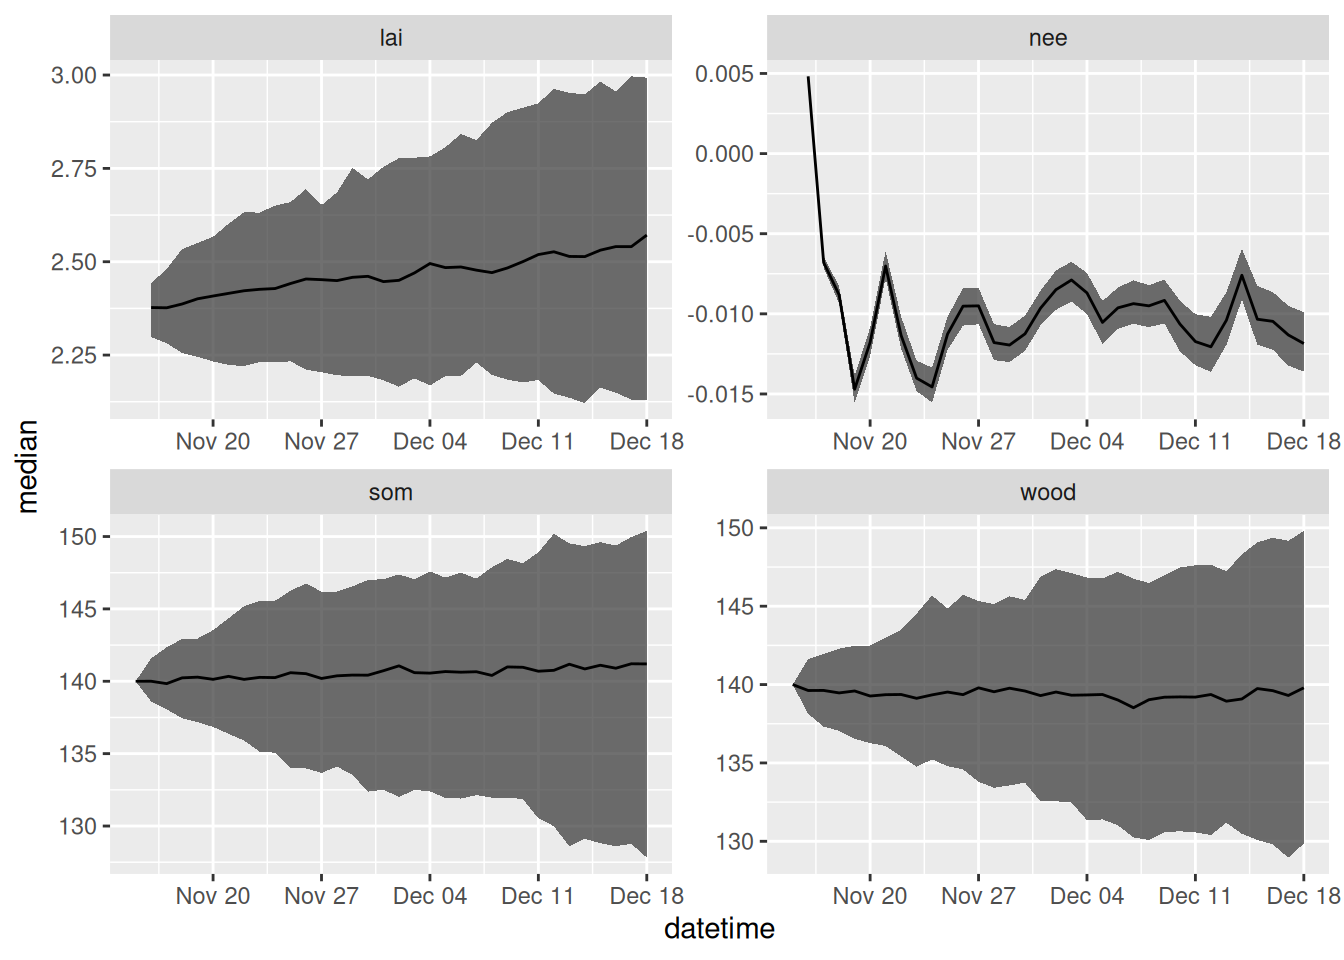 lai
3.00
2.75
2.50
2.25
Nov 20 Nov 27 Dec 04 Dec 11 Dec 18
nee
0.005
0.000
-0.005
-0.010
-0.015
Nov 20 Nov 27 Dec 04 Dec 11 Dec 18
som
150
145
140
135
130
Nov 20 Nov 27 Dec 04 Dec 11 Dec 18
wood
150
145
140
135
130
Nov 20 Nov 27 Dec 04 Dec 11 Dec 18
median
datetime